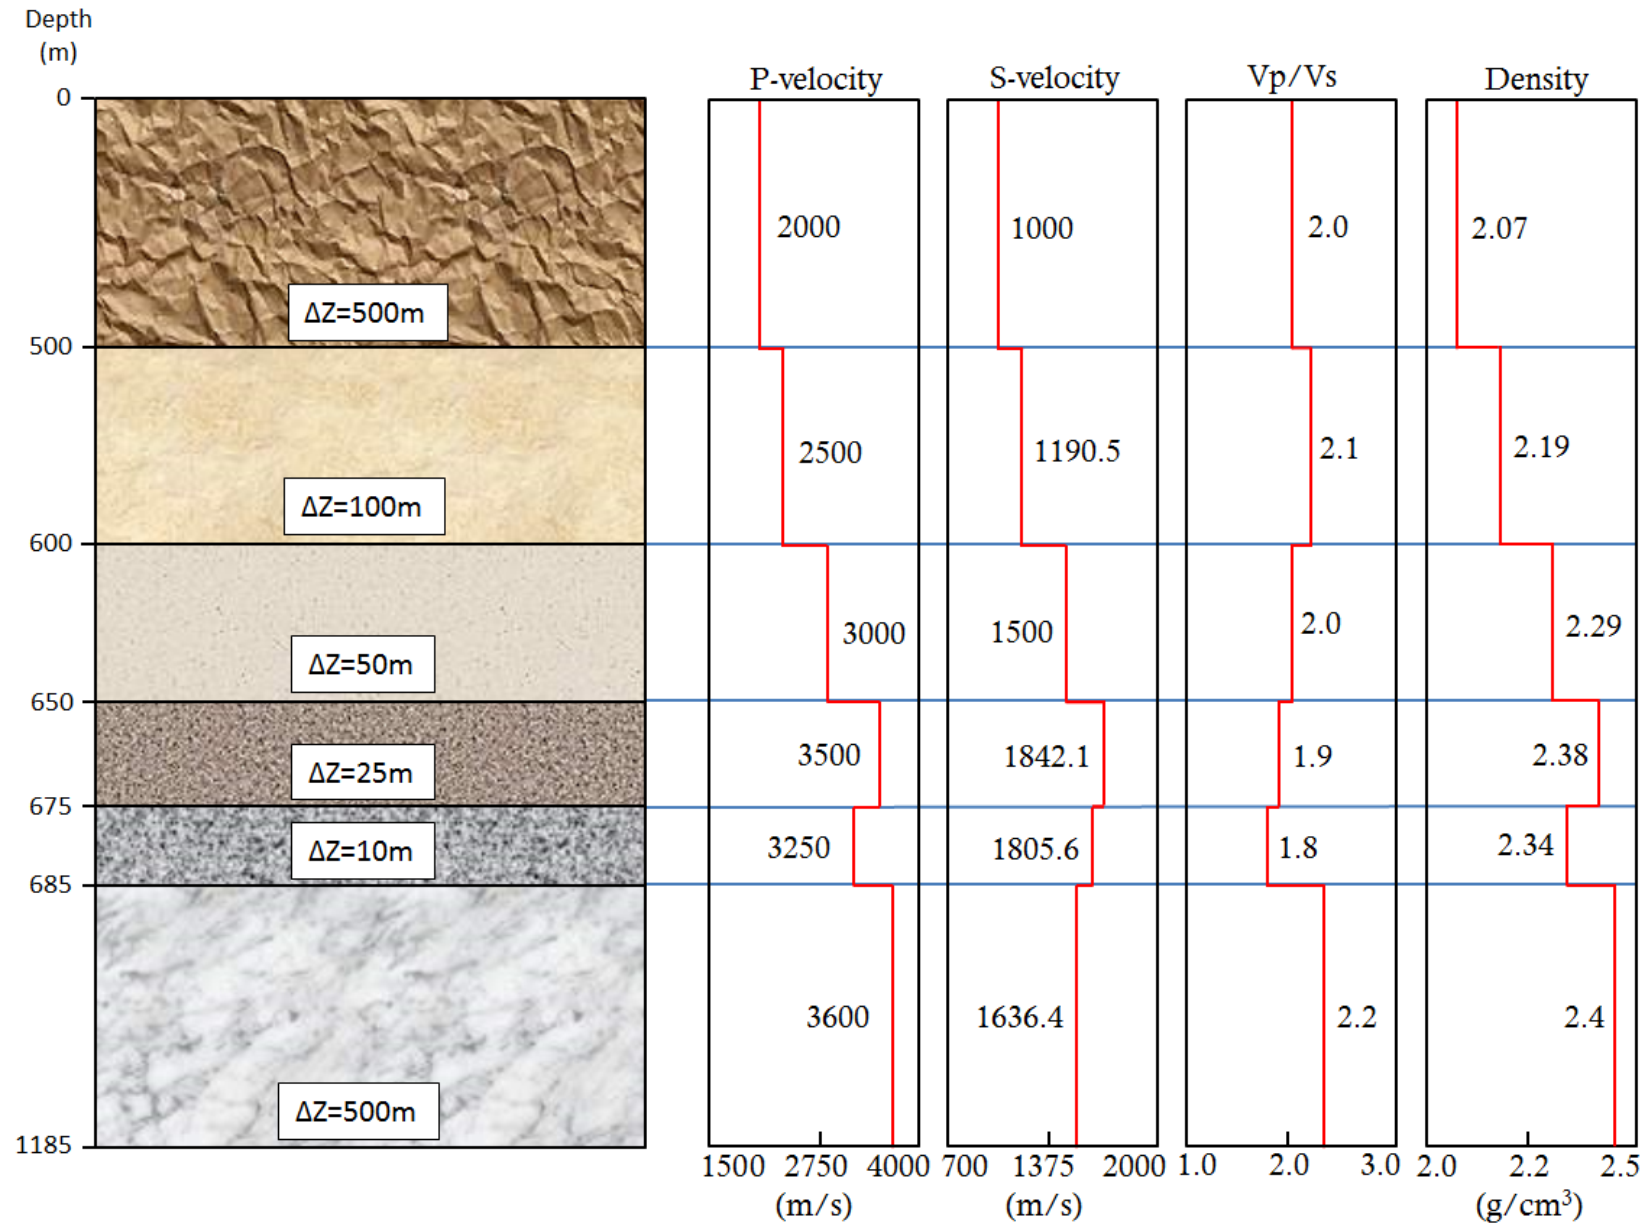 Depth
(m)
P-velocity S-velocity Vp/Vs Density
0
2000 1000 2.0 2.07
ΔZ=500m
500
2500 1190.5 2.1 2.19
ΔZ=100m
600
3000 1500 2.0 2.29
ΔZ=50m
650
3500 1842.1 1.9 2.38
ΔZ=25m
675
3250 1805.6 1.8 2.34
ΔZ=10m
685
3600 1636.4 2.2 2.4
ΔZ=500m
1185
1500 2750 4000 700 1375 2000 1.0 2.0 3.0 2.0 2.2 2.5
(m/s) (m/s) (g/cm³)